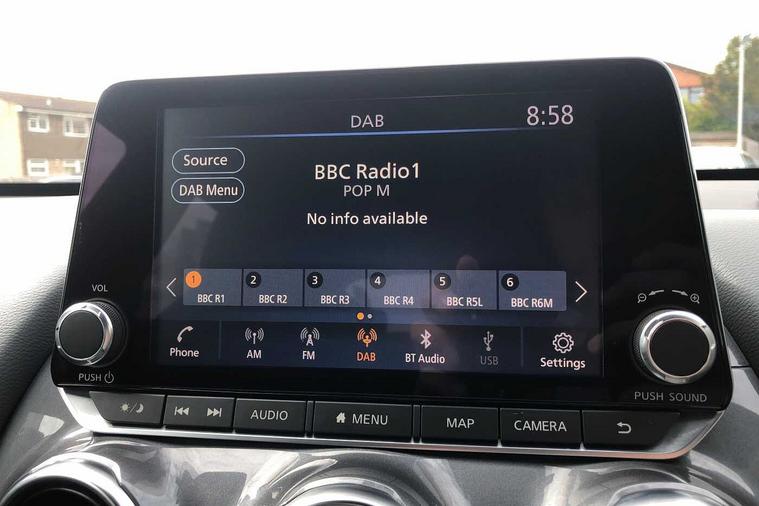 DAB
8:58
Source
DAB Menu
BBC Radio1
POP M
No info available
1 2 3 4 5 6
BBC R1 BBC R2 BBC R3 BBC R4 BBC R5L BBC R6M
VOL
PUSH
Phone AM FM DAB BT Audio USB Settings
PUSH SOUND
AUDIO MENU MAP CAMERA